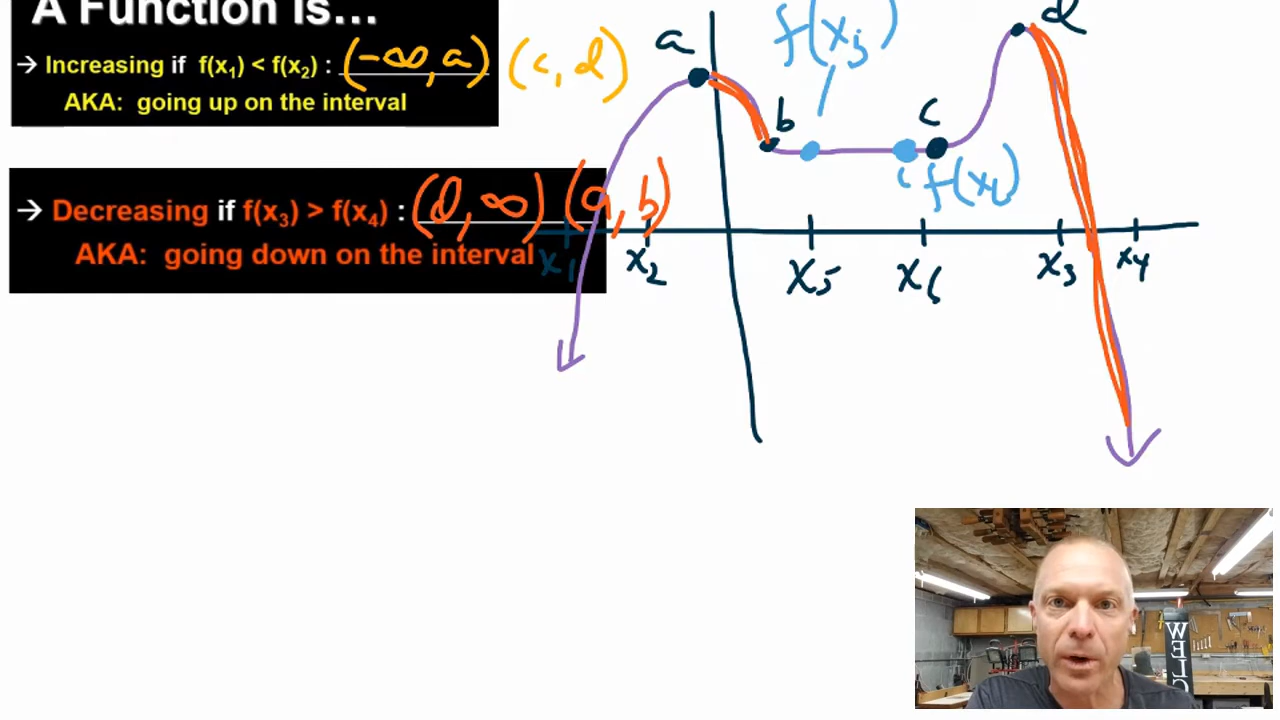 A Function is…
→ Increasing if f(x₁) < f(x₂) : (-∞, a) (c, d)
AKA: going up on the interval
→ Decreasing if f(x₃) > f(x₄) : (d, ∞) (a, b)
AKA: going down on the interval
a
f(x₅)
d
b
c
f(x₆)
x₁
x₂
x₅
x₆
x₃
x₄